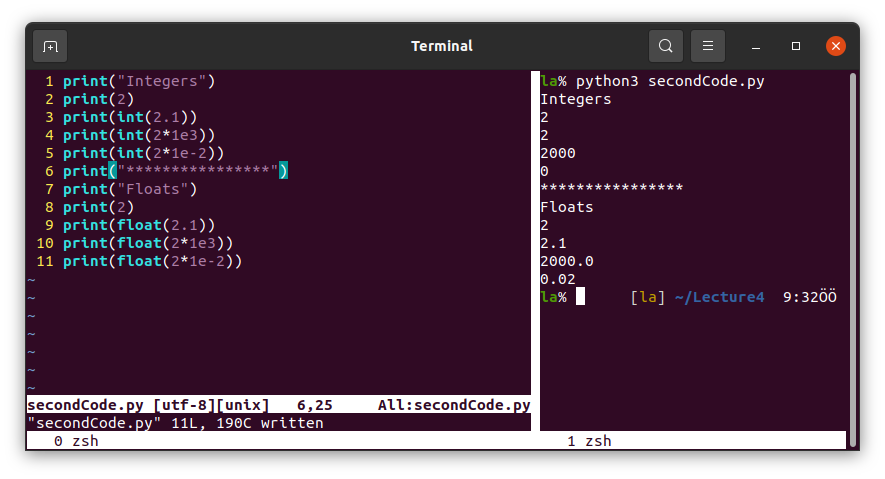 Terminal
1 print("Integers")
2 print(2)
3 print(int(2.1))
4 print(int(2*1e3))
5 print(int(2*1e-2))
6 print("****************")
7 print("Floats")
8 print(2)
9 print(float(2.1))
10 print(float(2*1e3))
11 print(float(2*1e-2))
~
~
~
~
~
~
~
secondCode.py [utf-8][unix] 6,25 All:secondCode.py
"secondCode.py" 11L, 190C written
0 zsh
la% python3 secondCode.py
Integers
2
2
2000
0
****************
Floats
2
2.1
2000.0
0.02
la% [la] ~/Lecture4 9:32ÖÖ
1 zsh